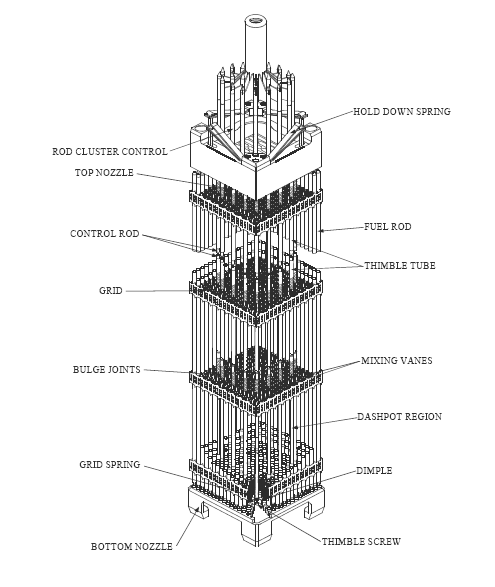 HOLD DOWN SPRING
ROD CLUSTER CONTROL
TOP NOZZLE
FUEL ROD
CONTROL ROD
THIMBLE TUBE
GRID
MIXING VANES
BULGE JOINTS
DASHPOT REGION
GRID SPRING
DIMPLE
THIMBLE SCREW
BOTTOM NOZZLE